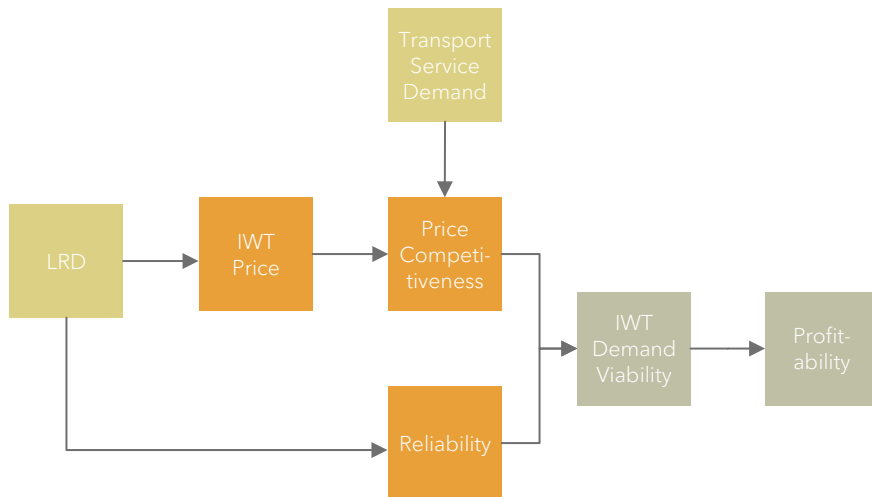 Transport
Service
Demand
LRD
IWT
Price
Price
Competi-
tiveness
IWT
Demand
Viability
Profit-
ability
Reliability